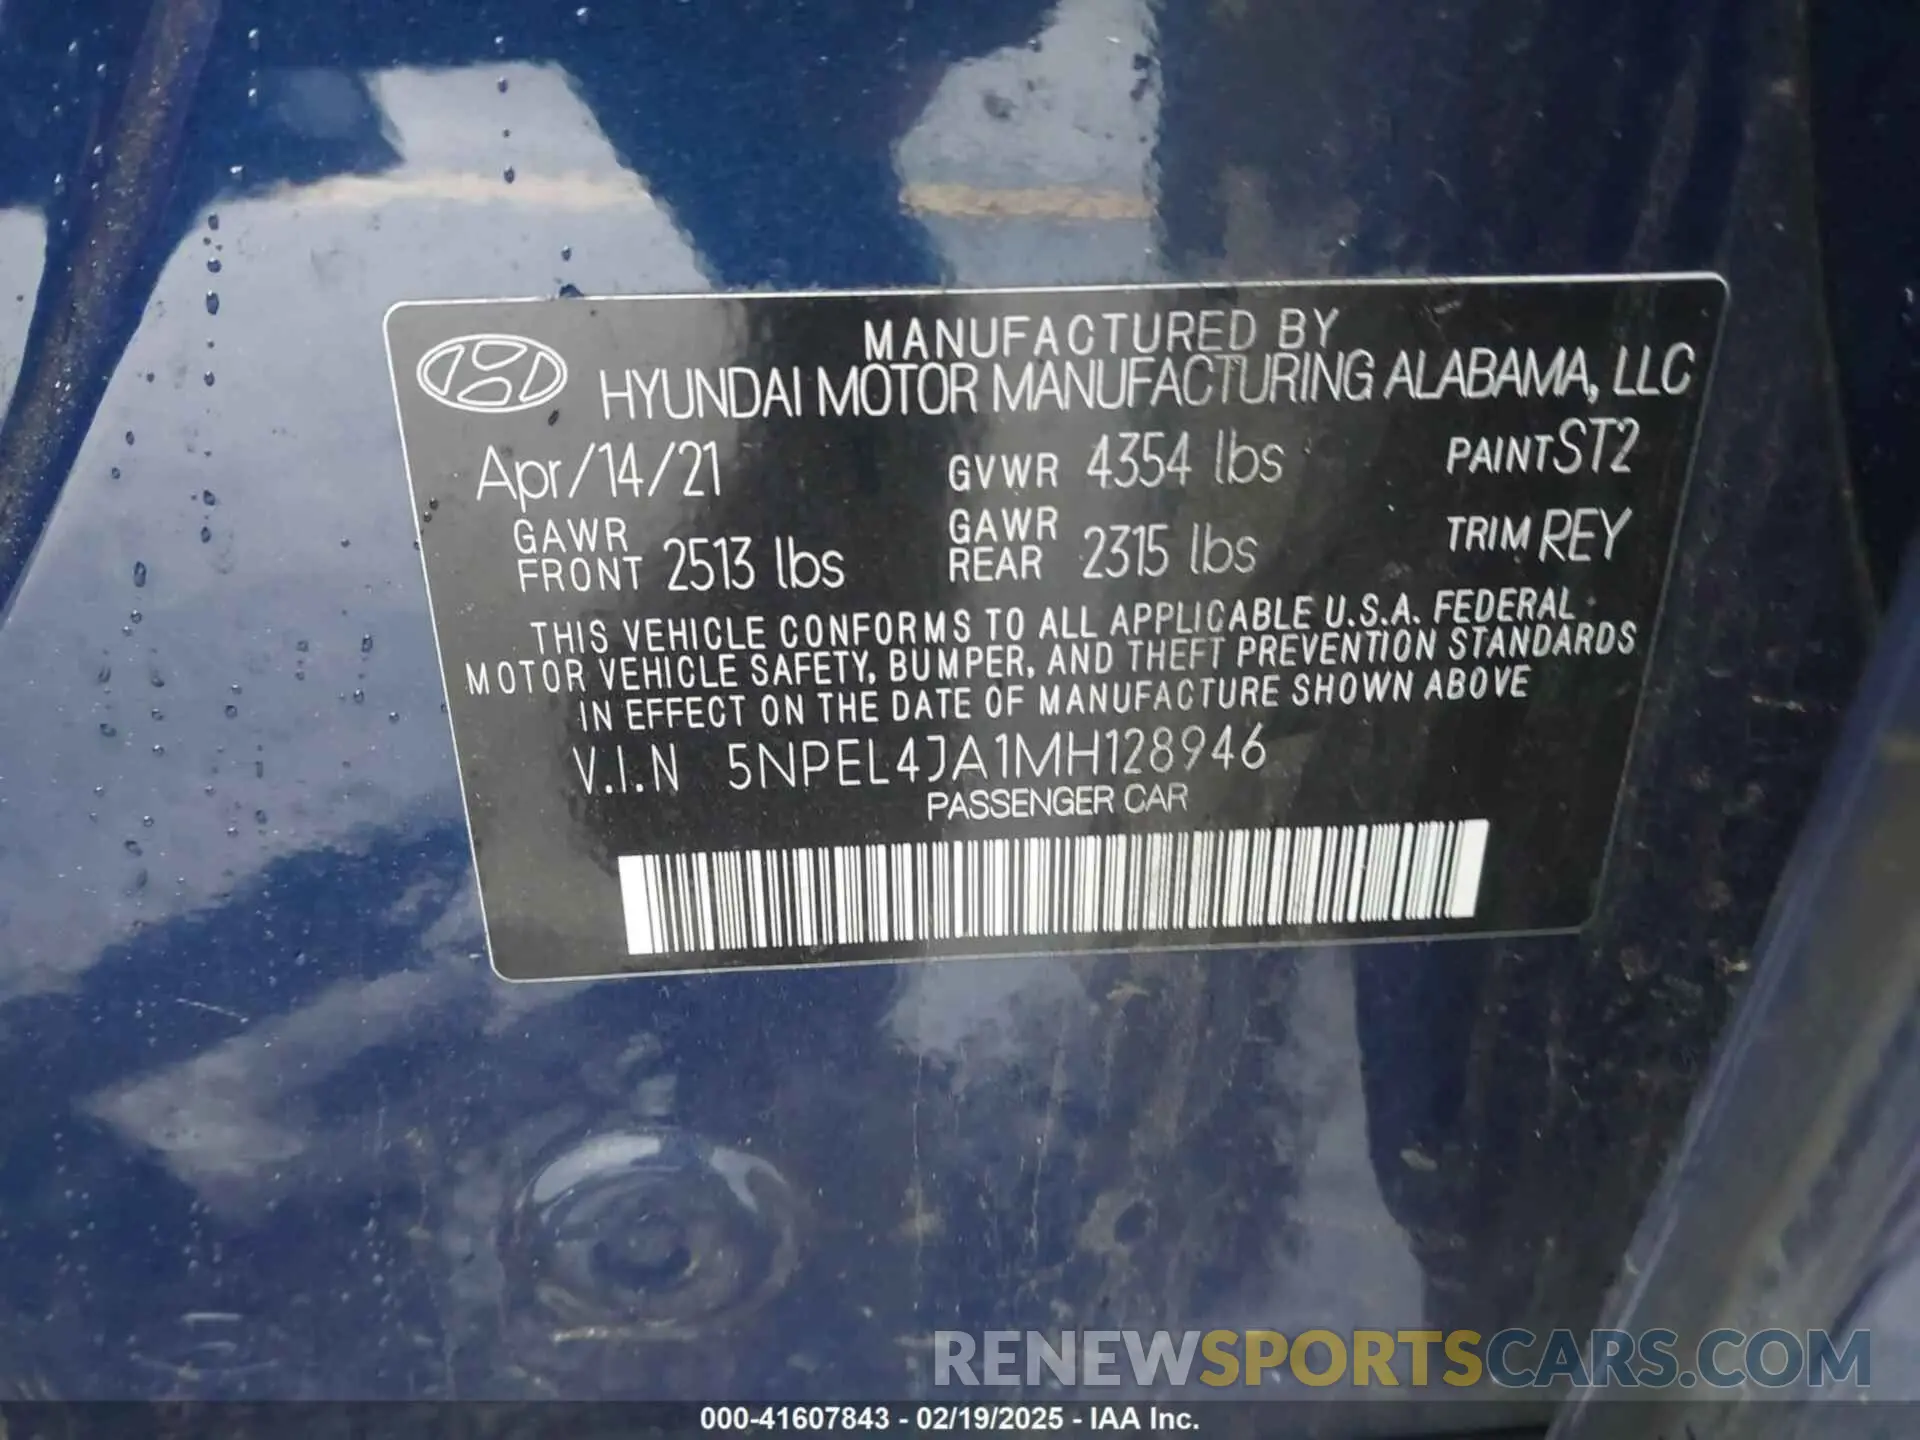 MANUFACTURED BY
HYUNDAI MOTOR MANUFACTURING ALABAMA, LLC
Apr/14/21 GVWR 4354 lbs PAINT ST2
GAWR FRONT 2513 lbs GAWR REAR 2315 lbs TRIM REY
THIS VEHICLE CONFORMS TO ALL APPLICABLE U.S.A. FEDERAL
MOTOR VEHICLE SAFETY, BUMPER, AND THEFT PREVENTION STANDARDS
IN EFFECT ON THE DATE OF MANUFACTURE SHOWN ABOVE
V.I.N 5NPEL4JA1MH128946
PASSENGER CAR
RENEWSPORTSCARS.COM
000-41607843 - 02/19/2025 - IAA Inc.